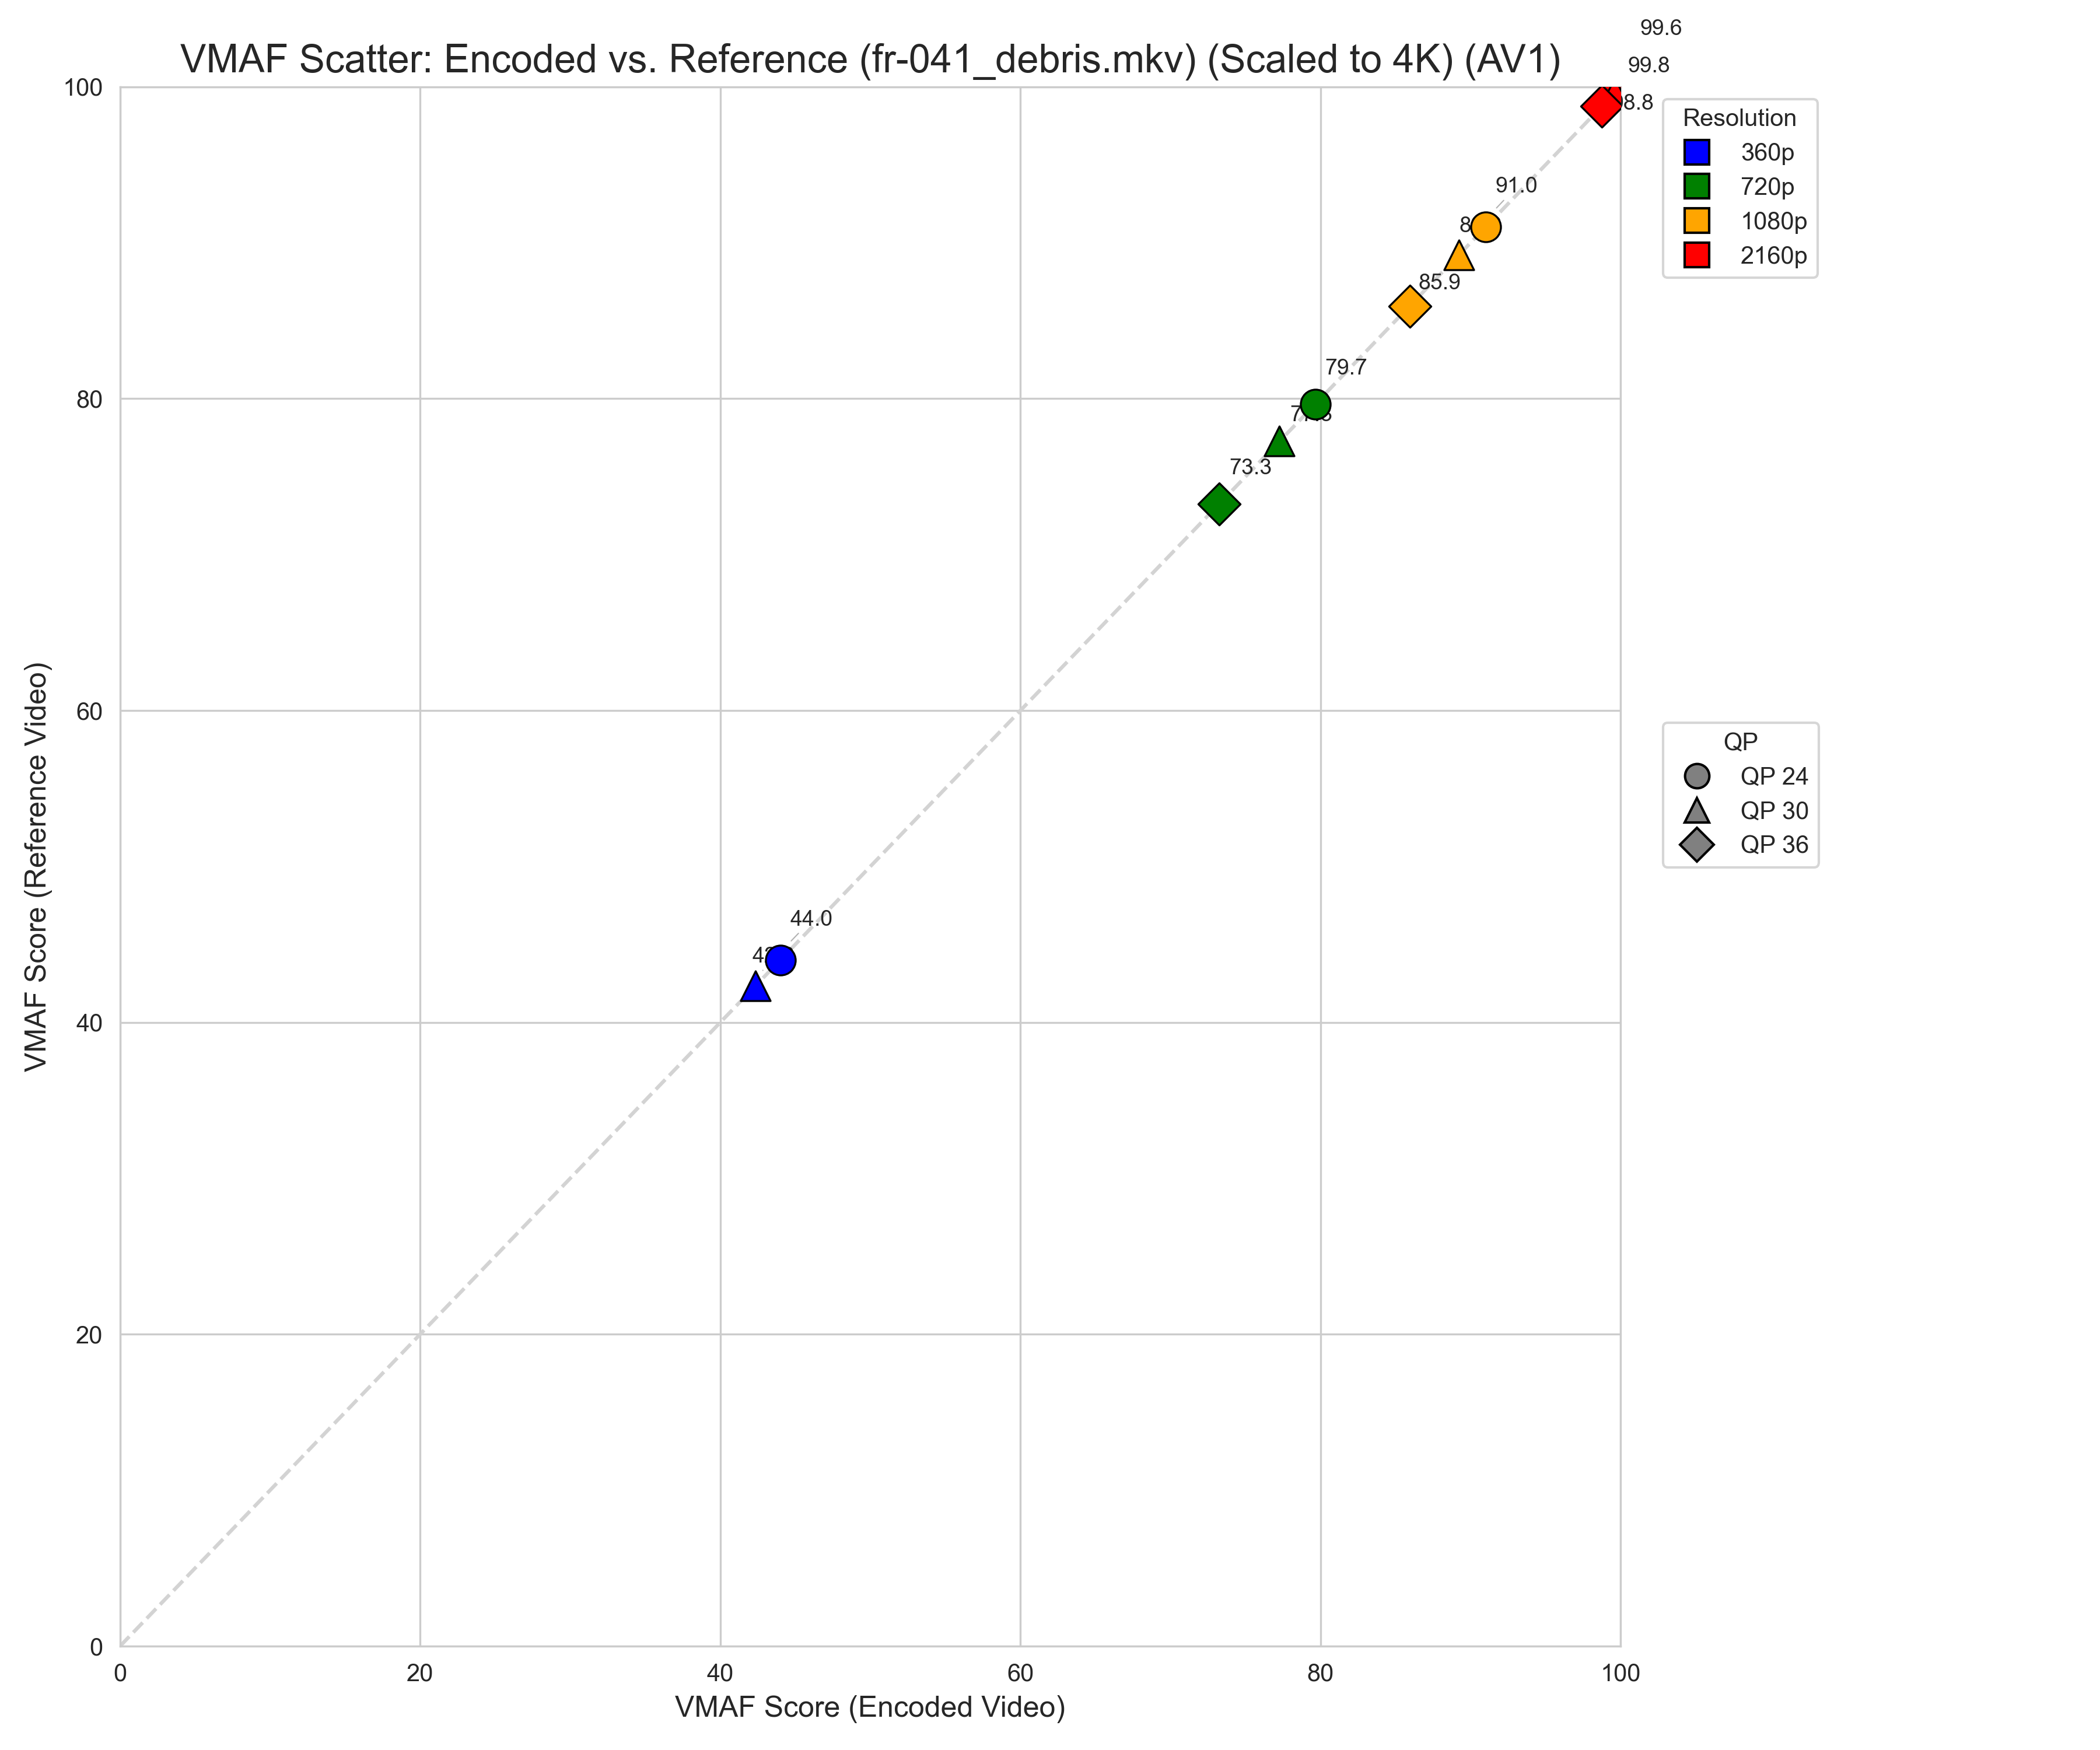 99.6
VMAF Scatter: Encoded vs. Reference (fr-041_debris.mkv) (Scaled to 4K) (AV1)
99.8
100
8.8
Resolution
360p
720p
1080p
2160p
91.0
85.9
80
79.7
73.3
60
VMAF Score (Reference Video)
QP
QP 24
QP 30
QP 36
44.0
40
20
0
0 20 40 60 80 100
VMAF Score (Encoded Video)